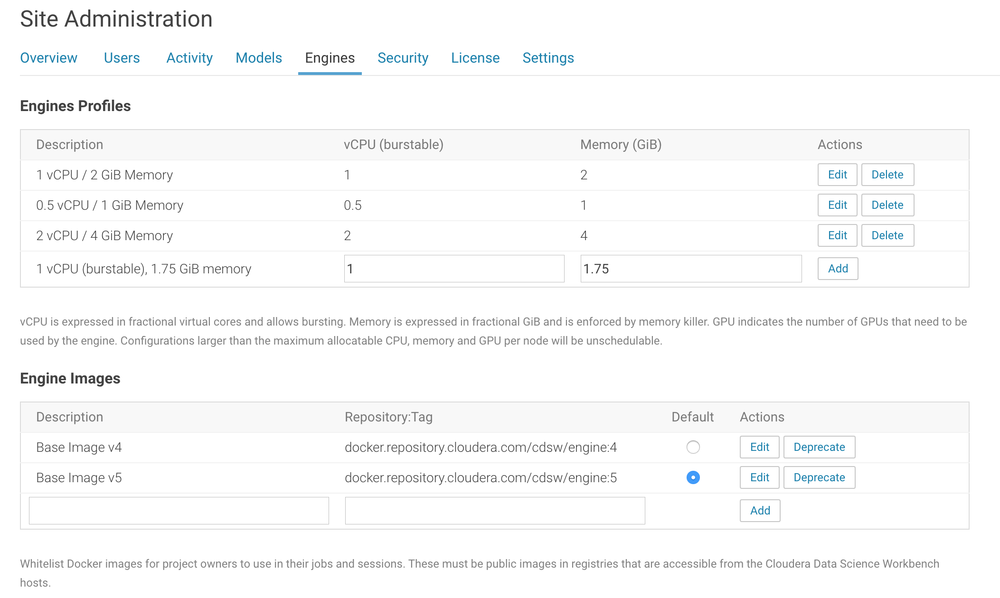 Site Administration
Overview Users Activity Models Engines Security License Settings
Engines Profiles
Description vCPU (burstable) Memory (GiB) Actions
1 vCPU / 2 GiB Memory 1 2 Edit Delete
0.5 vCPU / 1 GiB Memory 0.5 1 Edit Delete
2 vCPU / 4 GiB Memory 2 4 Edit Delete
1 vCPU (burstable), 1.75 GiB memory 1 1.75 Add
vCPU is expressed in fractional virtual cores and allows bursting. Memory is expressed in fractional GiB and is enforced by memory killer. GPU indicates the number of GPUs that need to be
used by the engine. Configurations larger than the maximum allocatable CPU, memory and GPU per node will be unschedulable.
Engine Images
Description Repository:Tag Default Actions
Base Image v4 docker.repository.cloudera.com/cdsw/engine:4 Edit Deprecate
Base Image v5 docker.repository.cloudera.com/cdsw/engine:5 Edit Deprecate
Add
Whitelist Docker images for project owners to use in their jobs and sessions. These must be public images in registries that are accessible from the Cloudera Data Science Workbench
hosts.